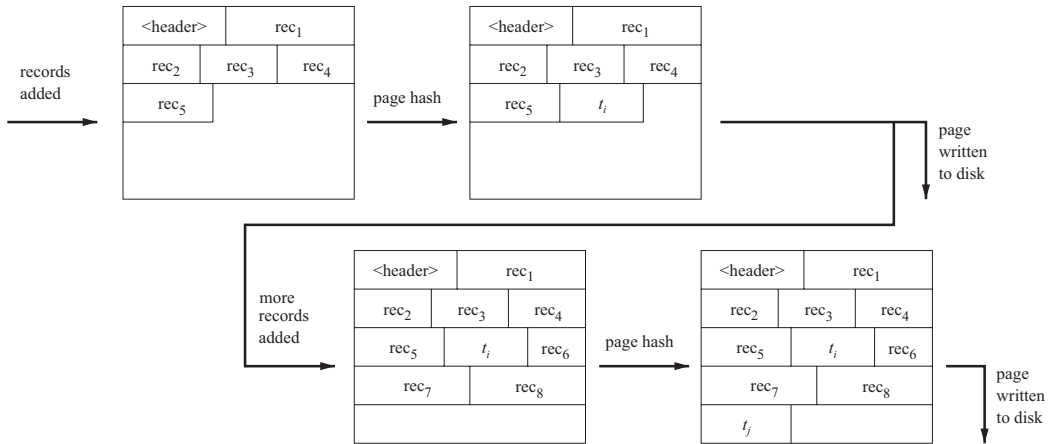 <header> rec1
rec2 rec3 rec4
rec5
records
added
page hash
<header> rec1
rec2 rec3 rec4
rec5 ti
page
written
to disk
more
records
added
<header> rec1
rec2 rec3 rec4
rec5 ti rec6
rec7 rec8
page hash
<header> rec1
rec2 rec3 rec4
rec5 ti rec6
rec7 rec8
tj
page
written
to disk